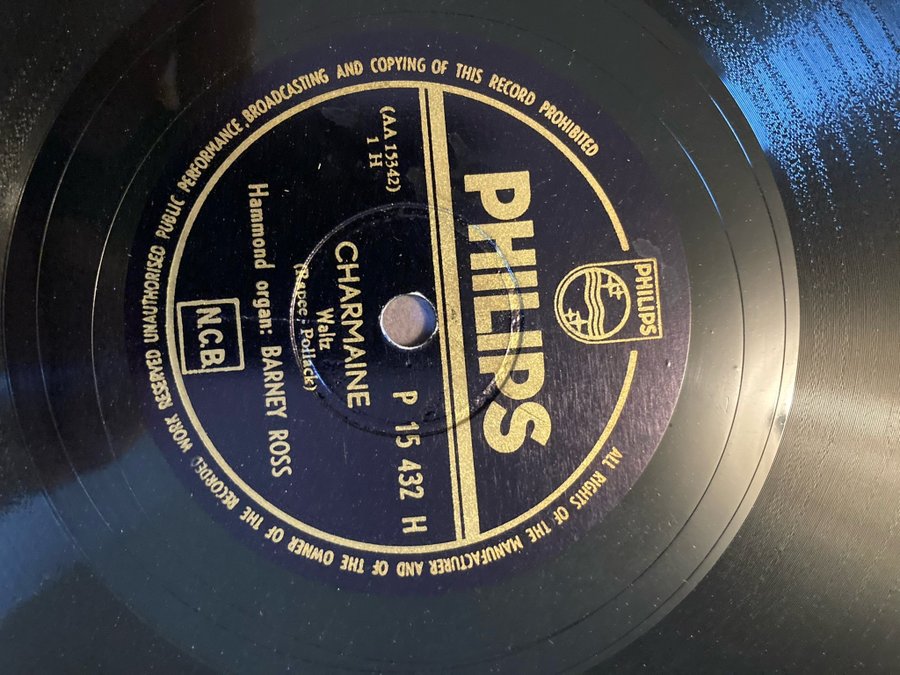 PHILIPS
PHILIPS
(AA 15342)
1 H
P 15 432 H
CHARMAINE
Waltz
(Rapee - Pollack)
Hammond organ: BARNEY ROSS
N.C.B.
ALL RIGHTS OF THE MANUFACTURER AND OF THE OWNER OF THE RECORDED WORK RESERVED UNAUTHORISED PUBLIC PERFORMANCE, BROADCASTING AND COPYING OF THIS RECORD PROHIBITED